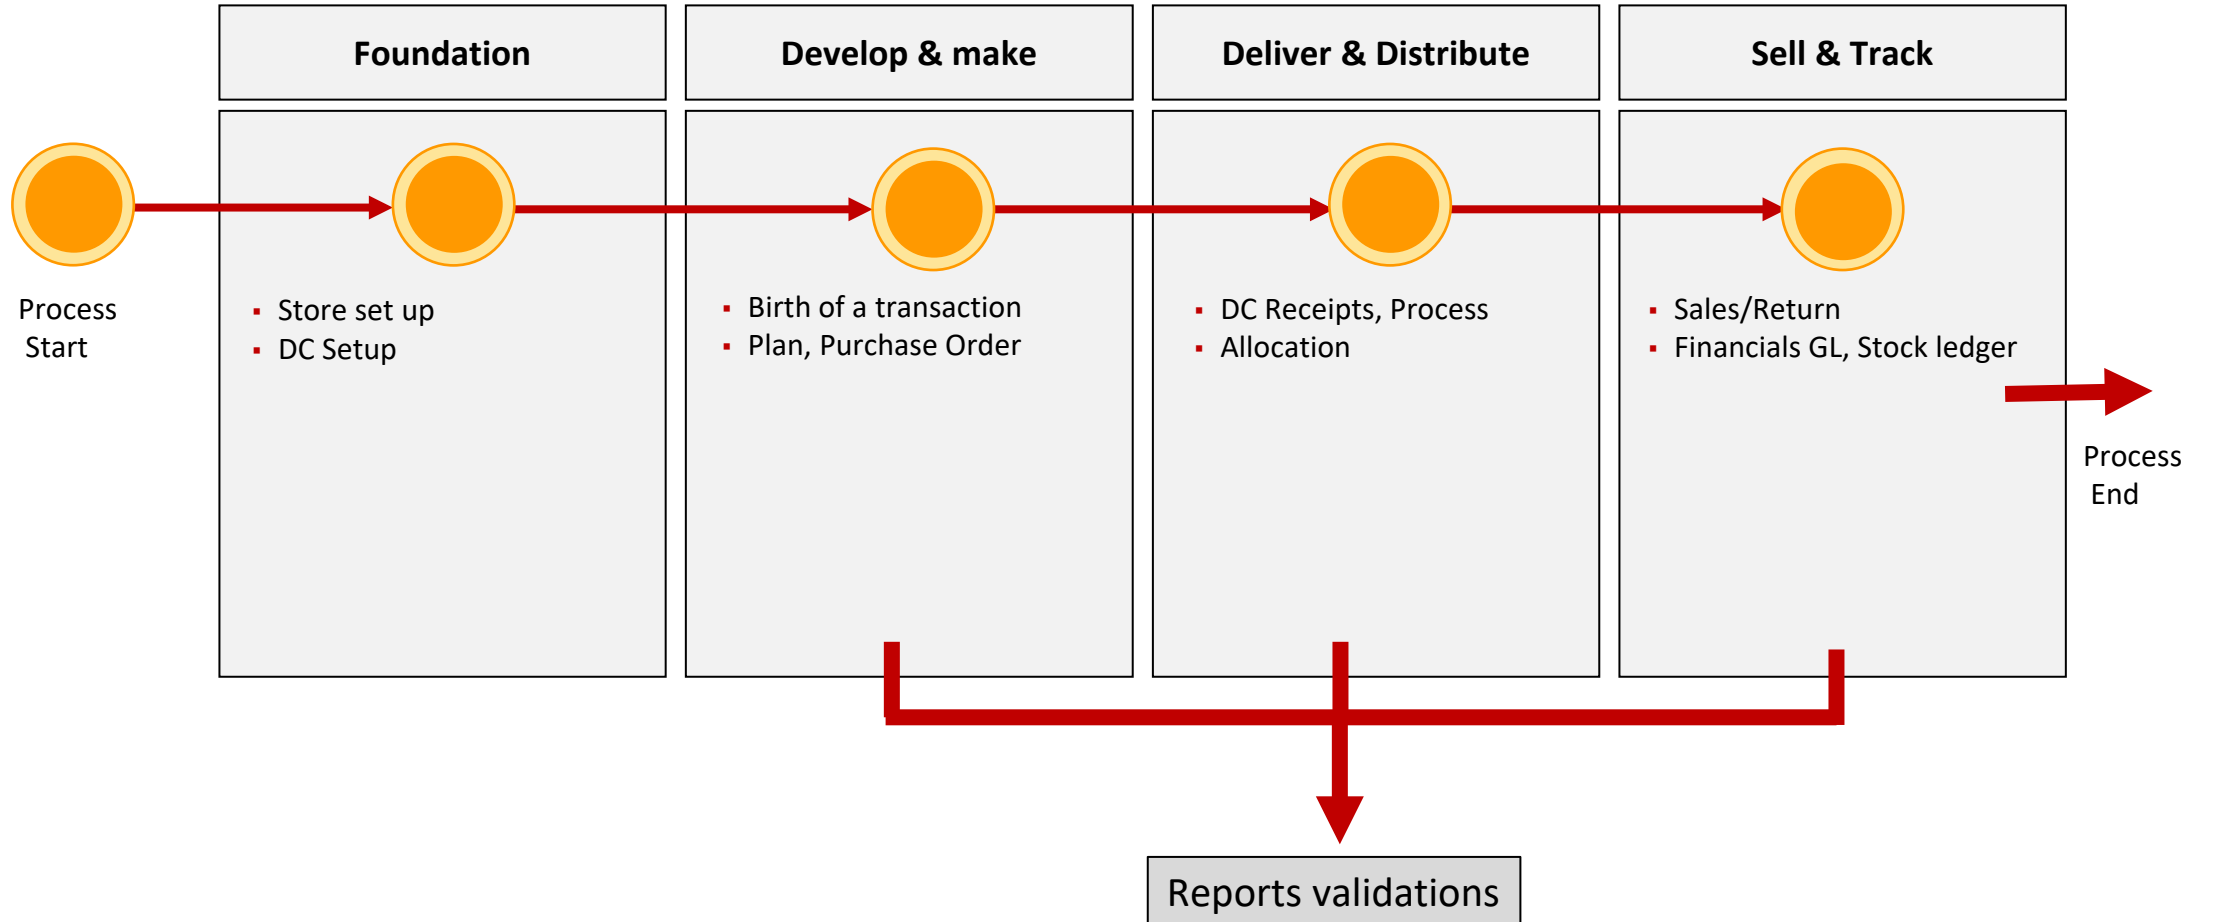 Foundation
Develop & make
Deliver & Distribute
Sell & Track
Process
Start
Store set up
DC Setup
Birth of a transaction
Plan, Purchase Order
DC Receipts, Process
Allocation
Sales/Return
Financials GL, Stock ledger
Process
End
Reports validations